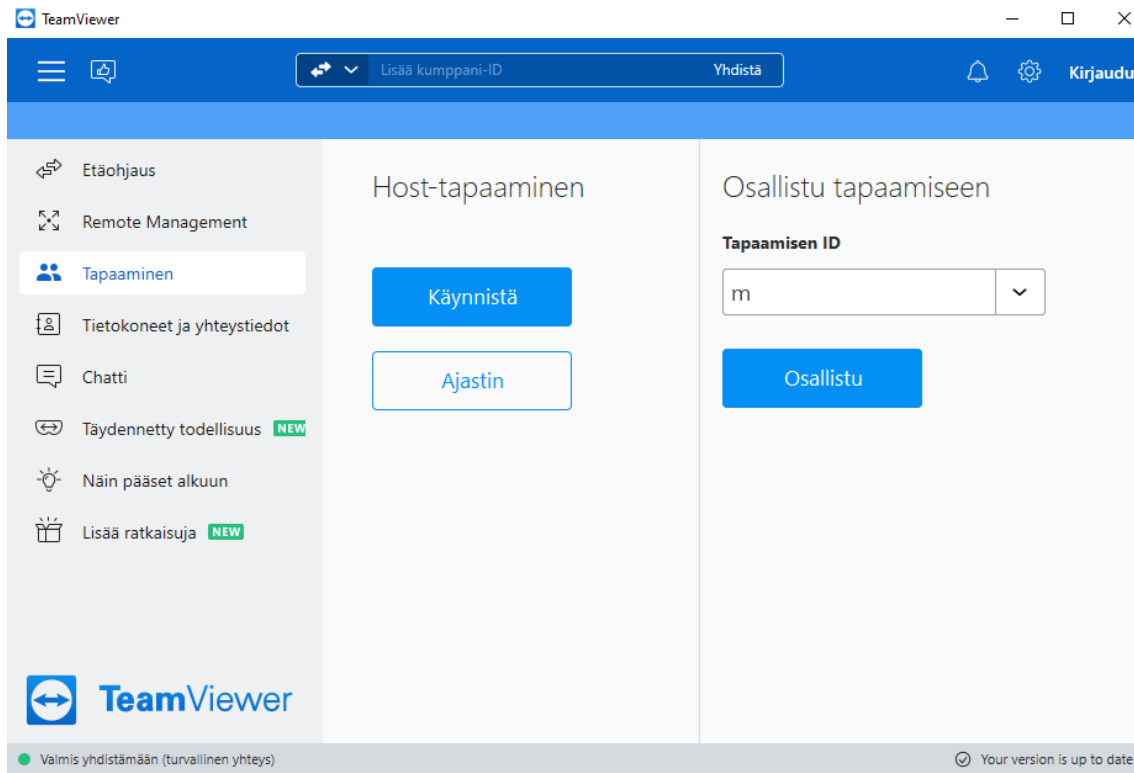 TeamViewer
Lisää kumppani-ID
Yhdistä
Kirjaudu
Etäohjaus
Remote Management
Tapaaminen
Tietokoneet ja yhteystiedot
Chatti
Täydennetty todellisuus NEW
Näin pääset alkuun
Lisää ratkaisuja NEW
TeamViewer
Host-tapaaminen
Käynnistä
Ajastin
Osallistu tapaamiseen
Tapaamisen ID
m
Osallistu
Valmis yhdistämään (turvallinen yhteys)
Your version is up to date